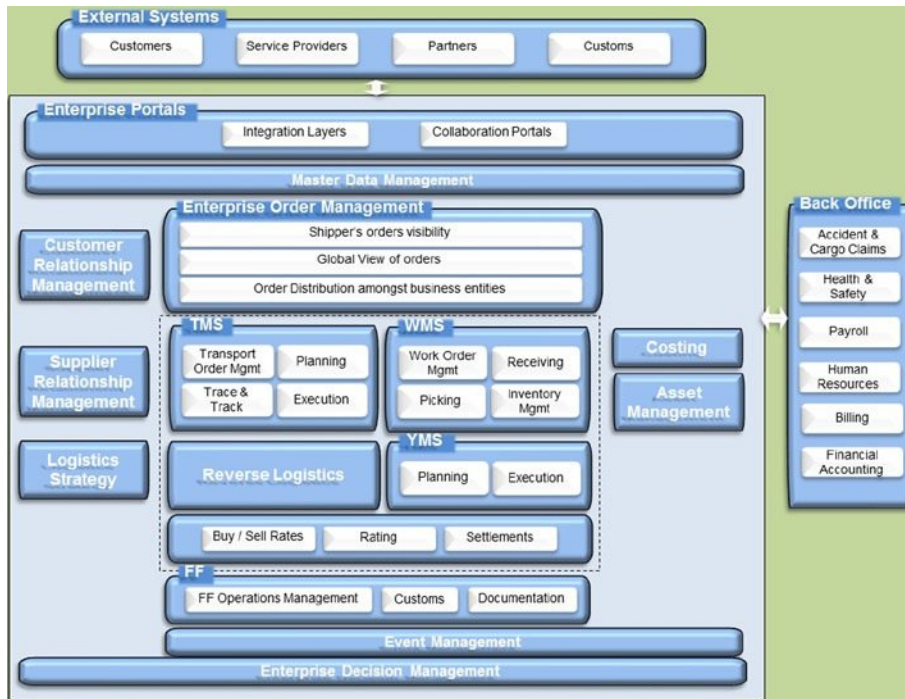 External Systems
Customers
Service Providers
Partners
Customs
Enterprise Portals
Integration Layers
Collaboration Portals
Master Data Management
Enterprise Order Management
Shipper's orders visibility
Global View of orders
Order Distribution amongst business entities
Customer
Relationship
Management
Supplier
Relationship
Management
Logistics
Strategy
TMS
Transport
Order Mgmt
Planning
Trace &
Track
Execution
WMS
Work Order
Mgmt
Receiving
Picking
Inventory
Mgmt
Costing
Asset
Management
Reverse Logistics
YMS
Planning
Execution
Buy / Sell Rates
Rating
Settlements
FF
FF Operations Management
Customs
Documentation
Event Management
Enterprise Decision Management
Back Office
Accident &
Cargo Claims
Health &
Safety
Payroll
Human
Resources
Billing
Financial
Accounting